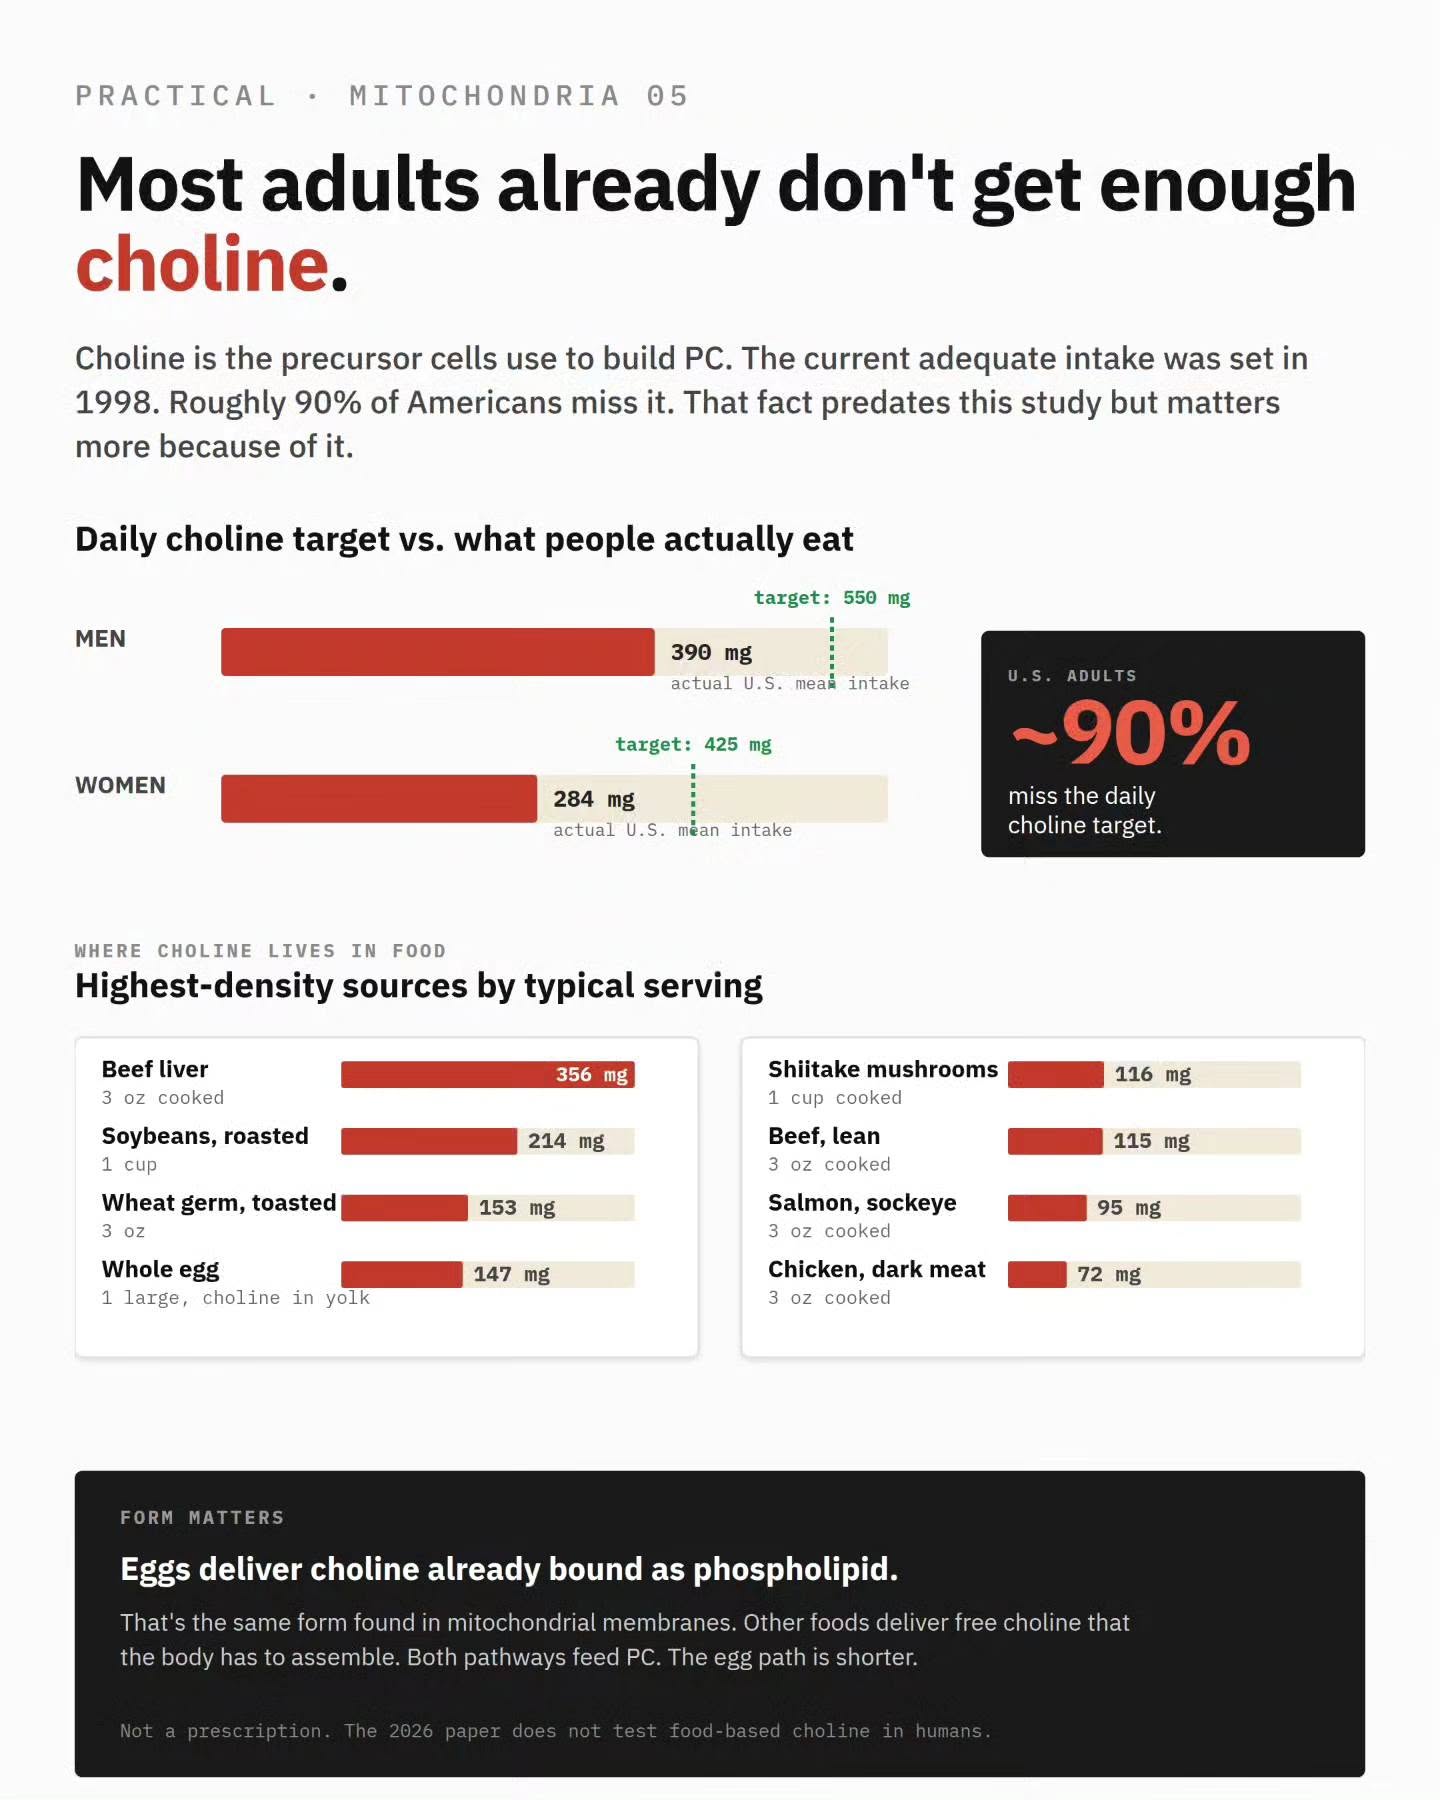 PRACTICAL · MITOCHONDRIA 05
Most adults already don't get enough
choline.
Choline is the precursor cells use to build PC. The current adequate intake was set in
1998. Roughly 90% of Americans miss it. That fact predates this study but matters
more because of it.
Daily choline target vs. what people actually eat
target: 550 mg
MEN
390 mg
actual U.S. mean intake
target: 425 mg
WOMEN
284 mg
actual U.S. mean intake
U.S. ADULTS
~90%
miss the daily
choline target.
WHERE CHOLINE LIVES IN FOOD
Highest-density sources by typical serving
Beef liver
356 mg
3 oz cooked
Soybeans, roasted
214 mg
1 cup
Wheat germ, toasted
153 mg
3 oz
Whole egg
147 mg
1 large, choline in yolk
Shiitake mushrooms
116 mg
1 cup cooked
Beef, lean
115 mg
3 oz cooked
Salmon, sockeye
95 mg
3 oz cooked
Chicken, dark meat
72 mg
3 oz cooked
FORM MATTERS
Eggs deliver choline already bound as phospholipid.
That's the same form found in mitochondrial membranes. Other foods deliver free choline that
the body has to assemble. Both pathways feed PC. The egg path is shorter.
Not a prescription. The 2026 paper does not test food-based choline in humans.